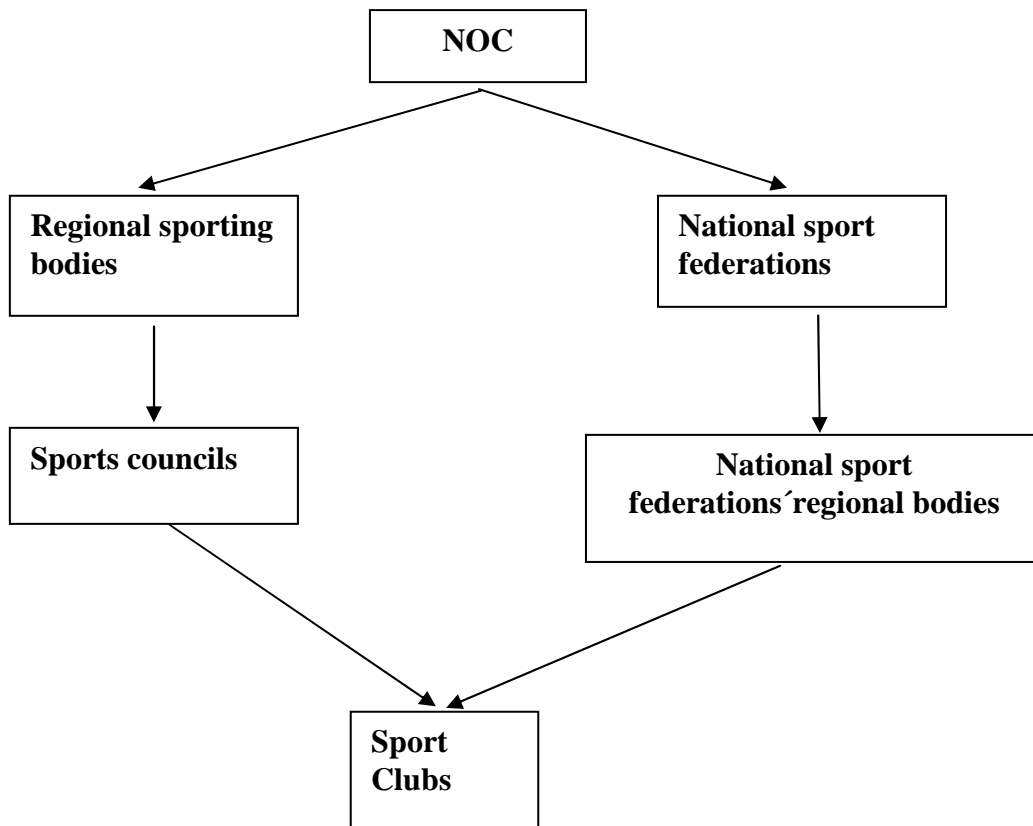 NOC
Regional sporting
bodies
National sport
federations
Sports councils
National sport
federations´regional bodies
Sport
Clubs